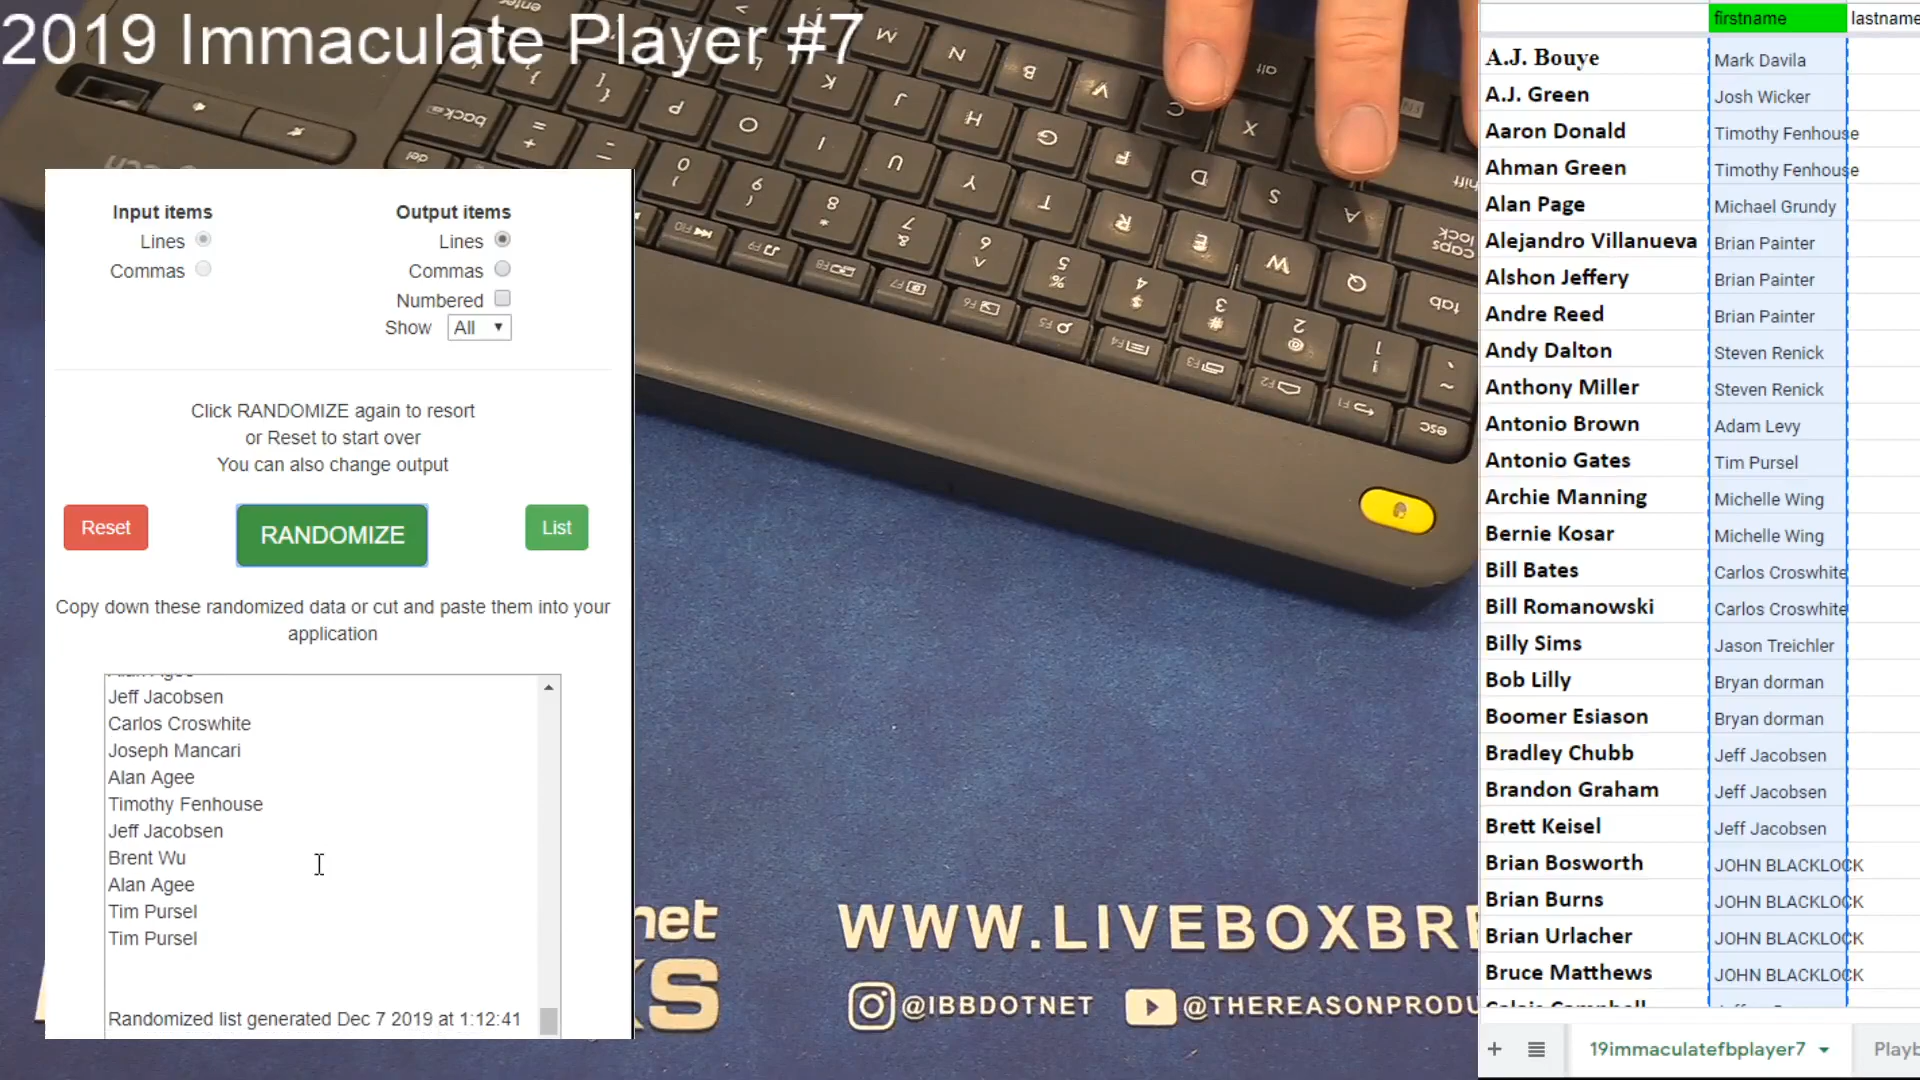 2019 Immaculate Player #7
Input items
Lines
Commas
Output items
Lines
Commas
Numbered
Show All
Click RANDOMIZE again to resort
or Reset to start over
You can also change output
Reset
RANDOMIZE
List
Copy down these randomized data or cut and paste them into your
application
Jeff Jacobsen
Carlos Croswhite
Joseph Mancari
Alan Agee
Timothy Fenhouse
Jeff Jacobsen
Brent Wu
Alan Agee
Tim Pursel
Tim Pursel
Randomized list generated Dec 7 2019 at 1:12:41
firstname lastname
A.J. Bouye Mark Davila
A.J. Green Josh Wicker
Aaron Donald Timothy Fenhouse
Ahman Green Timothy Fenhouse
Alan Page Michael Grundy
Alejandro Villanueva Brian Painter
Alshon Jeffery Brian Painter
Andre Reed Brian Painter
Andy Dalton Steven Renick
Anthony Miller Steven Renick
Antonio Brown Adam Levy
Antonio Gates Tim Pursel
Archie Manning Michelle Wing
Bernie Kosar Michelle Wing
Bill Bates Carlos Croswhite
Bill Romanowski Carlos Croswhite
Billy Sims Jason Treichler
Bob Lilly Bryan dorman
Boomer Esiason Bryan dorman
Bradley Chubb Jeff Jacobsen
Brandon Graham Jeff Jacobsen
Brett Keisel Jeff Jacobsen
Brian Bosworth JOHN BLACKLOCK
Brian Burns JOHN BLACKLOCK
Brian Urlacher JOHN BLACKLOCK
Bruce Matthews JOHN BLACKLOCK
19immaculatefbplayer7
WWW.LIVEBOXBRE
@IBBDOTNET @THEREASONPRODU